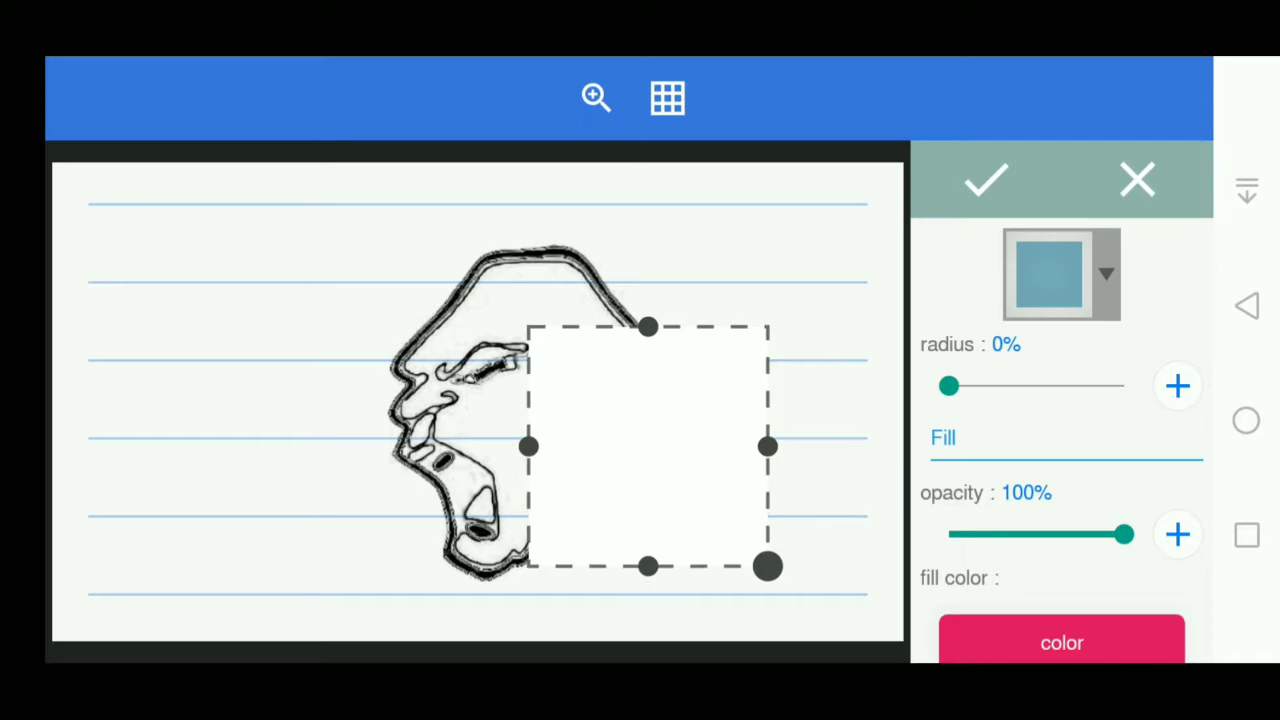 radius : 0%
Fill
opacity : 100%
fill color :
color